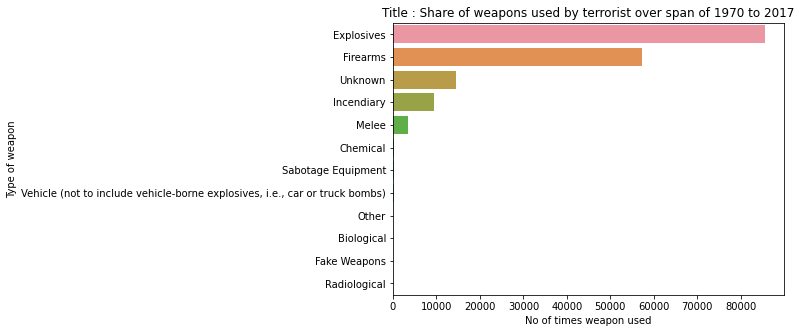 Title : Share of weapons used by terrorist over span of 1970 to 2017
Type of weapon
Explosives
Firearms
Unknown
Incendiary
Melee
Chemical
Sabotage Equipment
Vehicle (not to include vehicle-borne explosives, i.e., car or truck bombs)
Other
Biological
Fake Weapons
Radiological
0 10000 20000 30000 40000 50000 60000 70000 80000
No of times weapon used